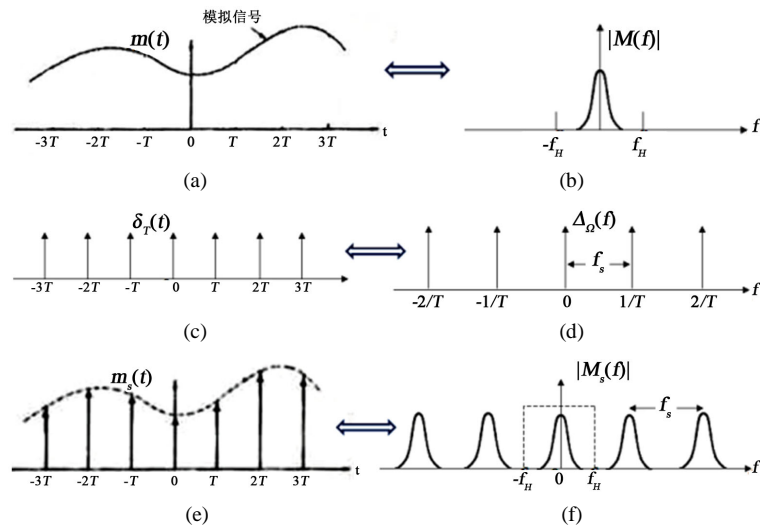 模拟信号
m(t)
|M(f)|
-3T -2T -T 0 T 2T 3T t
-f_H f_H f
(a) (b)
δ_T(t) Δ_Ω(f)
f_s
-3T -2T -T 0 T 2T 3T
-2/T -1/T 0 1/T 2/T f
(c) (d)
m_s(t) |M_s(f)|
f_s
-3T -2T -T 0 T 2T 3T t
-f_H 0 f_H f
(e) (f)